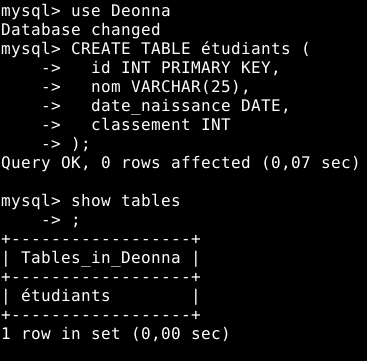 mysql> use Deonna
Database changed
mysql> CREATE TABLE étudiants (
    ->   id INT PRIMARY KEY,
    ->   nom VARCHAR(25),
    ->   date_naissance DATE,
    ->   classement INT
    -> );
Query OK, 0 rows affected (0,07 sec)

mysql> show tables
    -> ;
+------------------+
| Tables_in_Deonna |
+------------------+
| étudiants        |
+------------------+
1 row in set (0,00 sec)